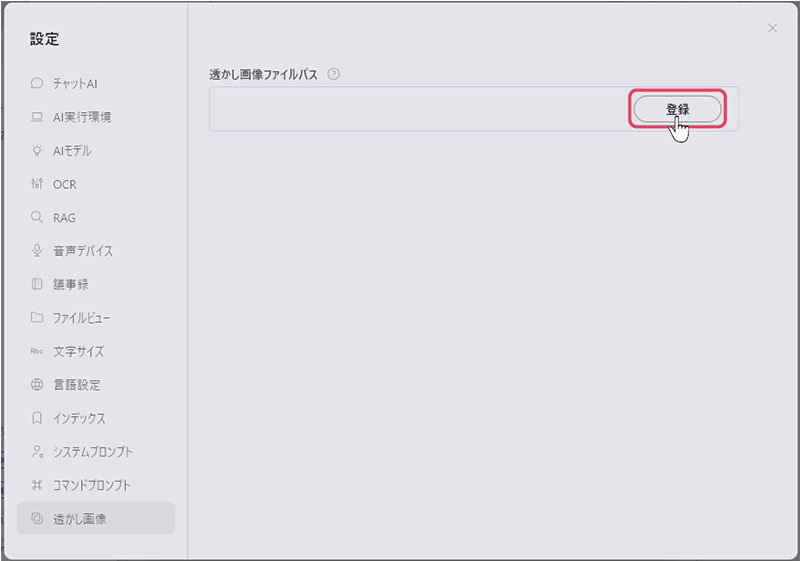 設定
チャットAI
AI実行環境
AIモデル
OCR
RAG
音声デバイス
議事録
ファイルビュー
Abc 文字サイズ
言語設定
インデックス
システムプロンプト
コマンドプロンプト
透かし画像
透かし画像ファイルパス ?
登録